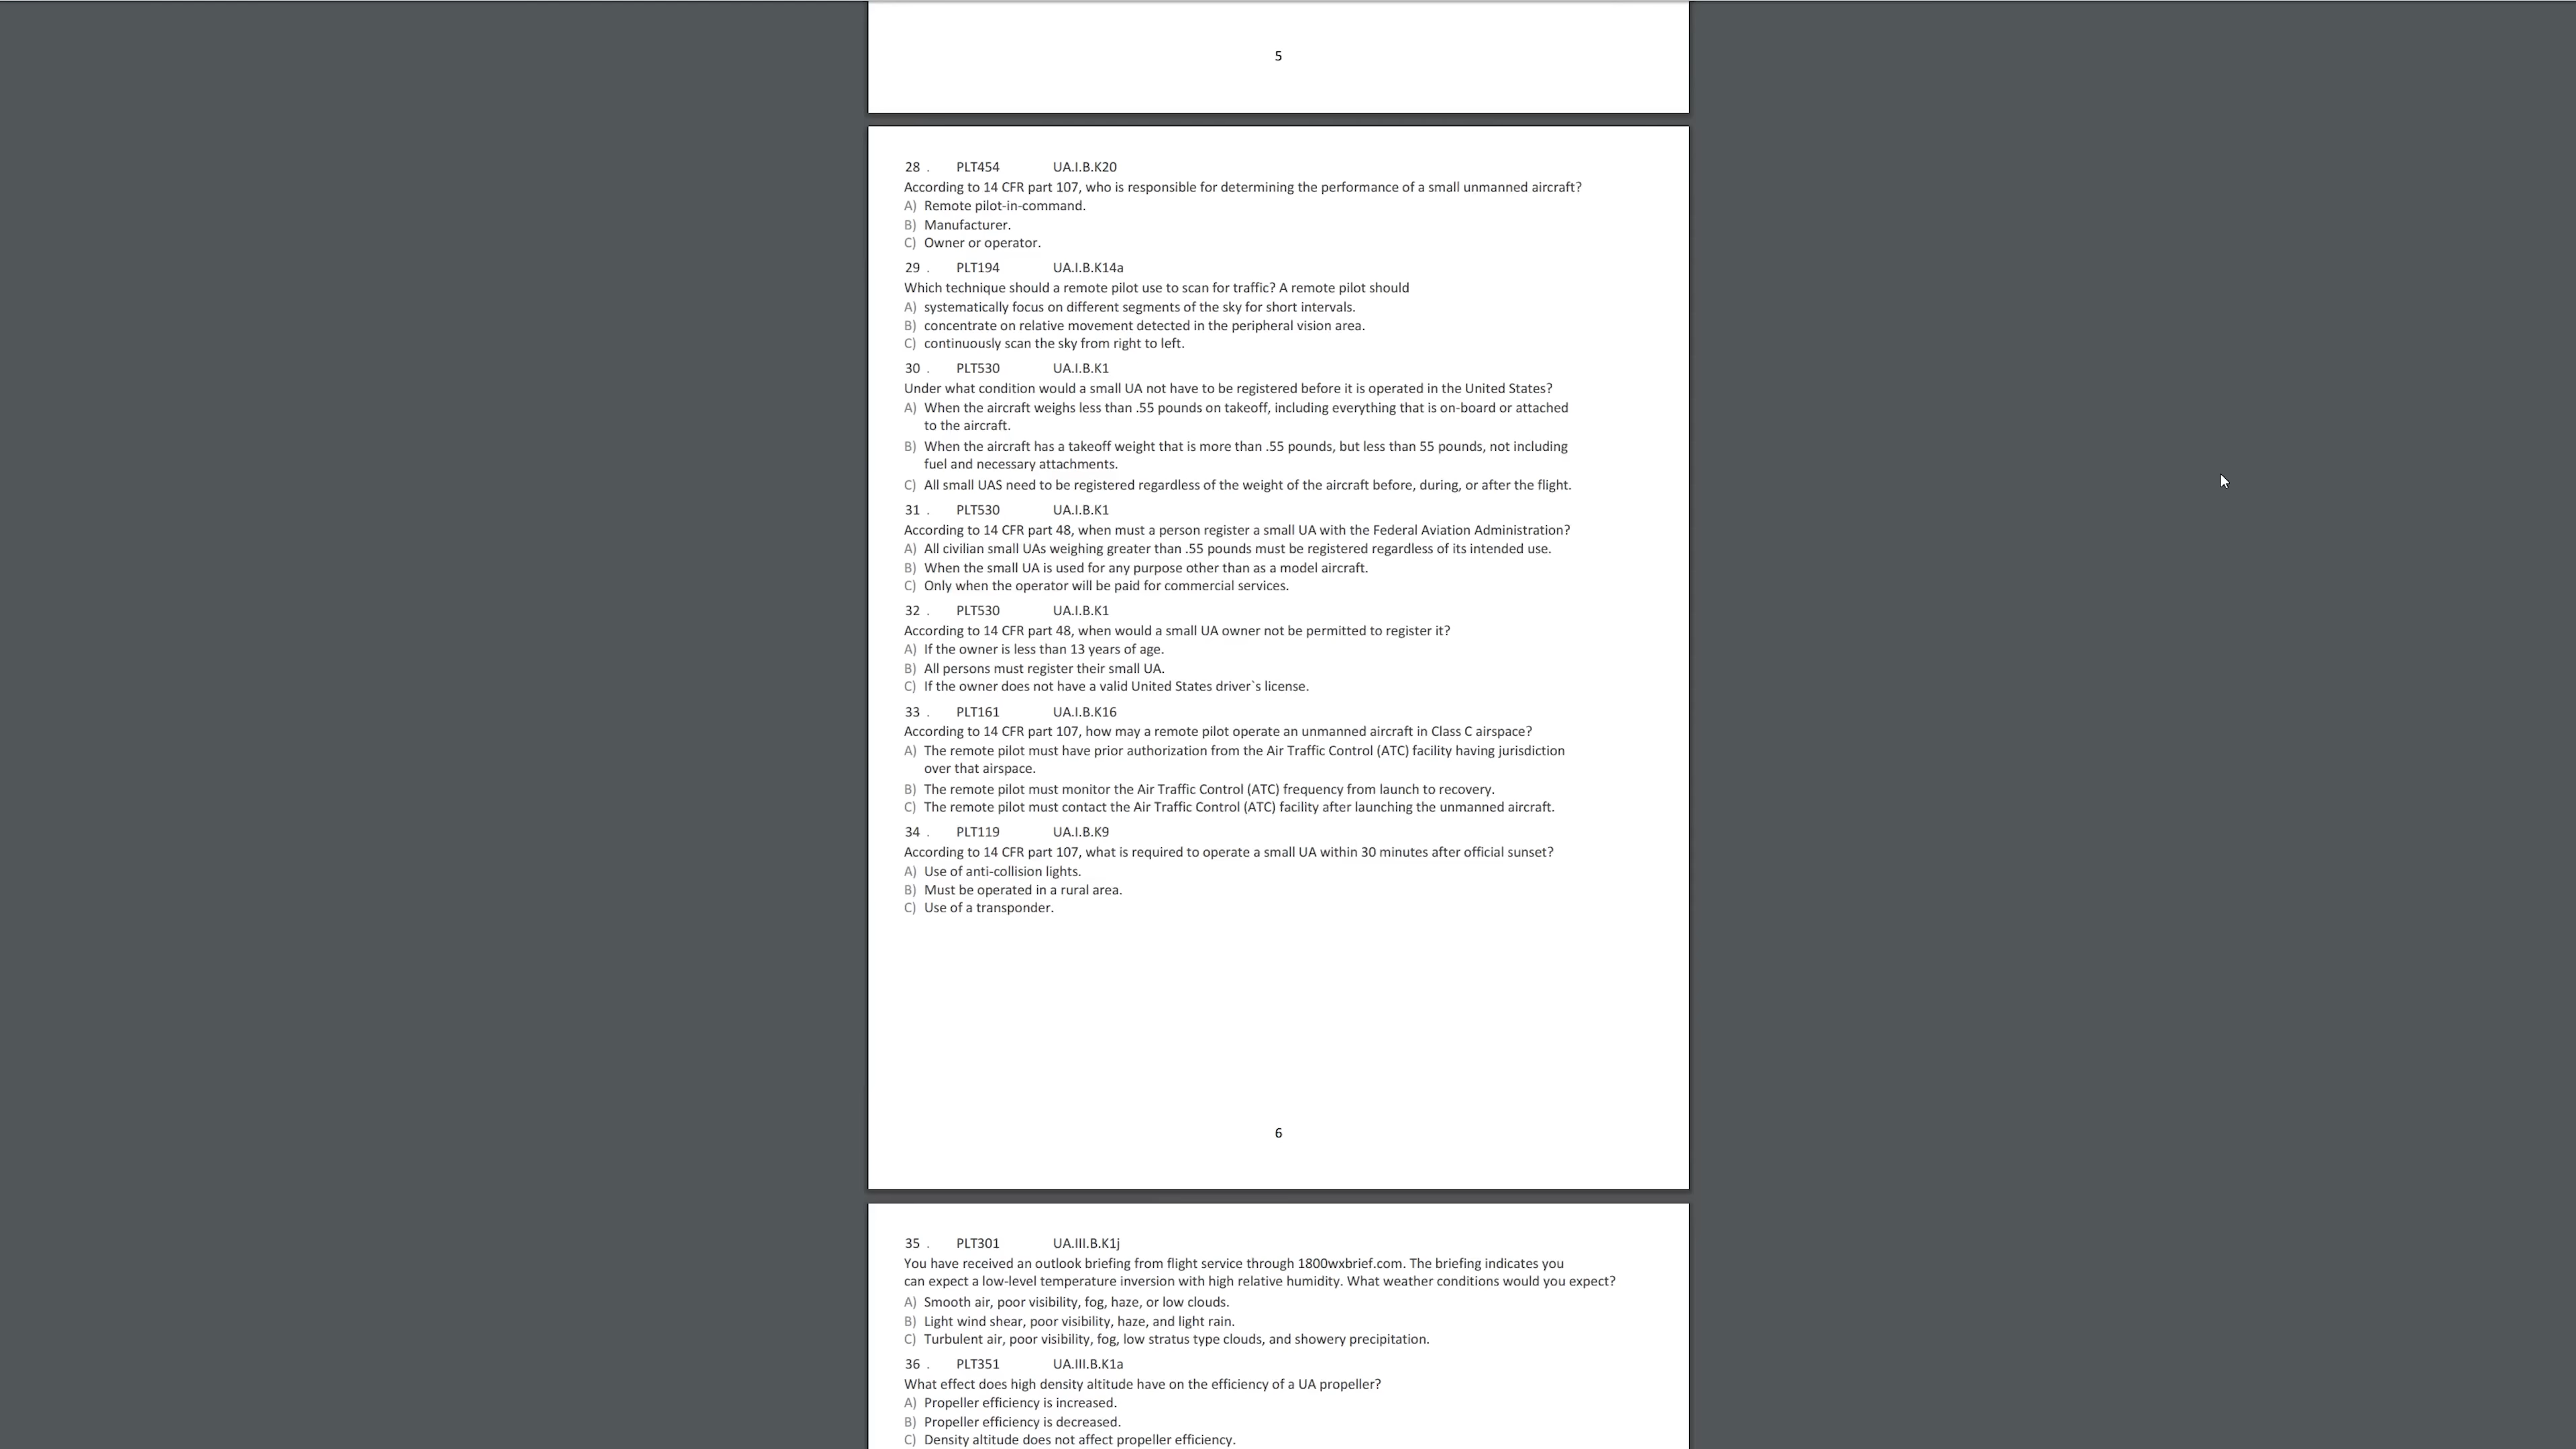 5
28 . PLT454 UA.I.B.K20
According to 14 CFR part 107, who is responsible for determining the performance of a small unmanned aircraft?
A) Remote pilot-in-command.
B) Manufacturer.
C) Owner or operator.
29 . PLT194 UA.I.B.K14a
Which technique should a remote pilot use to scan for traffic? A remote pilot should
A) systematically focus on different segments of the sky for short intervals.
B) concentrate on relative movement detected in the peripheral vision area.
C) continuously scan the sky from right to left.
30 . PLT530 UA.I.B.K1
Under what condition would a small UA not have to be registered before it is operated in the United States?
A) When the aircraft weighs less than .55 pounds on takeoff, including everything that is on-board or attached
to the aircraft.
B) When the aircraft has a takeoff weight that is more than .55 pounds, but less than 55 pounds, not including
fuel and necessary attachments.
C) All small UAS need to be registered regardless of the weight of the aircraft before, during, or after the flight.
31 . PLT530 UA.I.B.K1
According to 14 CFR part 48, when must a person register a small UA with the Federal Aviation Administration?
A) All civilian small UAs weighing greater than .55 pounds must be registered regardless of its intended use.
B) When the small UA is used for any purpose other than as a model aircraft.
C) Only when the operator will be paid for commercial services.
32 . PLT530 UA.I.B.K1
According to 14 CFR part 48, when would a small UA owner not be permitted to register it?
A) If the owner is less than 13 years of age.
B) All persons must register their small UA.
C) If the owner does not have a valid United States driver`s license.
33 . PLT161 UA.I.B.K16
According to 14 CFR part 107, how may a remote pilot operate an unmanned aircraft in Class C airspace?
A) The remote pilot must have prior authorization from the Air Traffic Control (ATC) facility having jurisdiction
over that airspace.
B) The remote pilot must monitor the Air Traffic Control (ATC) frequency from launch to recovery.
C) The remote pilot must contact the Air Traffic Control (ATC) facility after launching the unmanned aircraft.
34 . PLT119 UA.I.B.K9
According to 14 CFR part 107, what is required to operate a small UA within 30 minutes after official sunset?
A) Use of anti-collision lights.
B) Must be operated in a rural area.
C) Use of a transponder.
6
35 . PLT301 UA.III.B.K1j
You have received an outlook briefing from flight service through 1800wxbrief.com. The briefing indicates you
can expect a low-level temperature inversion with high relative humidity. What weather conditions would you expect?
A) Smooth air, poor visibility, fog, haze, or low clouds.
B) Light wind shear, poor visibility, haze, and light rain.
C) Turbulent air, poor visibility, fog, low stratus type clouds, and showery precipitation.
36 . PLT351 UA.III.B.K1a
What effect does high density altitude have on the efficiency of a UA propeller?
A) Propeller efficiency is increased.
B) Propeller efficiency is decreased.
C) Density altitude does not affect propeller efficiency.